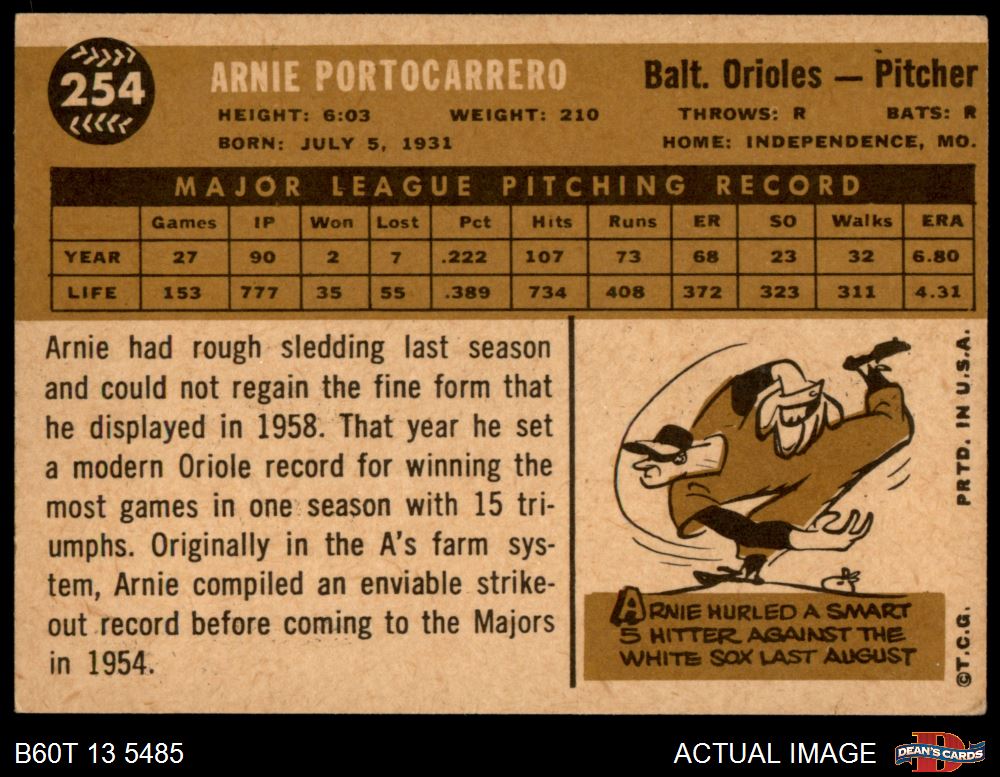 254
ARNIE PORTOCARRERO
Balt. Orioles — Pitcher
HEIGHT: 6:03 WEIGHT: 210 THROWS: R BATS: R
BORN: JULY 5, 1931 HOME: INDEPENDENCE, MO.
MAJOR LEAGUE PITCHING RECORD
Games IP Won Lost Pct Hits Runs ER SO Walks ERA
YEAR 27 90 2 7 .222 107 73 68 23 32 6.80
LIFE 153 777 35 55 .389 734 408 372 323 311 4.31
Arnie had rough sledding last season
and could not regain the fine form that
he displayed in 1958. That year he set
a modern Oriole record for winning the
most games in one season with 15 tri-
umphs. Originally in the A's farm sys-
tem, Arnie compiled an enviable strike-
out record before coming to the Majors
in 1954.
ARNIE HURLED A SMART
5 HITTER AGAINST THE
WHITE SOX LAST AUGUST
©T.C.G. PRTD. IN U.S.A.
B60T 13 5485
ACTUAL IMAGE
D
DEAN'S CARDS